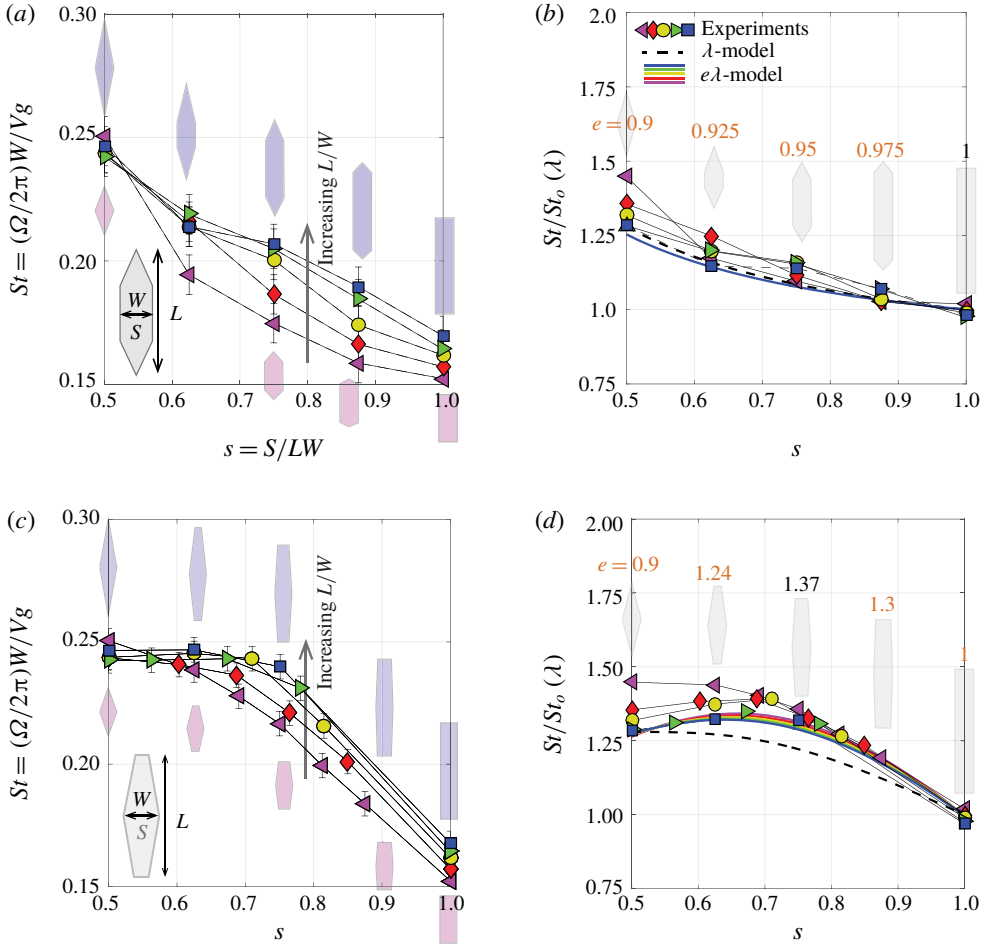 (a)
0.30
0.25
0.20
0.15
St = (Ω/2π)W/Vg
Increasing L/W
W
S
L
0.5 0.6 0.7 0.8 0.9 1.0
s = S/LW
(b)
2.0
1.75
1.5
1.25
1.0
0.75
St/St_o (λ)
Experiments
λ-model
eλ-model
e = 0.9
0.925
0.95
0.975
1
0.5 0.6 0.7 0.8 0.9 1.0
s
(c)
0.30
0.25
0.20
0.15
St = (Ω/2π)W/Vg
Increasing L/W
W
S
L
0.5 0.6 0.7 0.8 0.9 1.0
s
(d)
2.00
1.75
1.50
1.25
1.00
0.75
St/St_o (λ)
e = 0.9
1.24
1.37
1.3
1
0.5 0.6 0.7 0.8 0.9 1.0
s